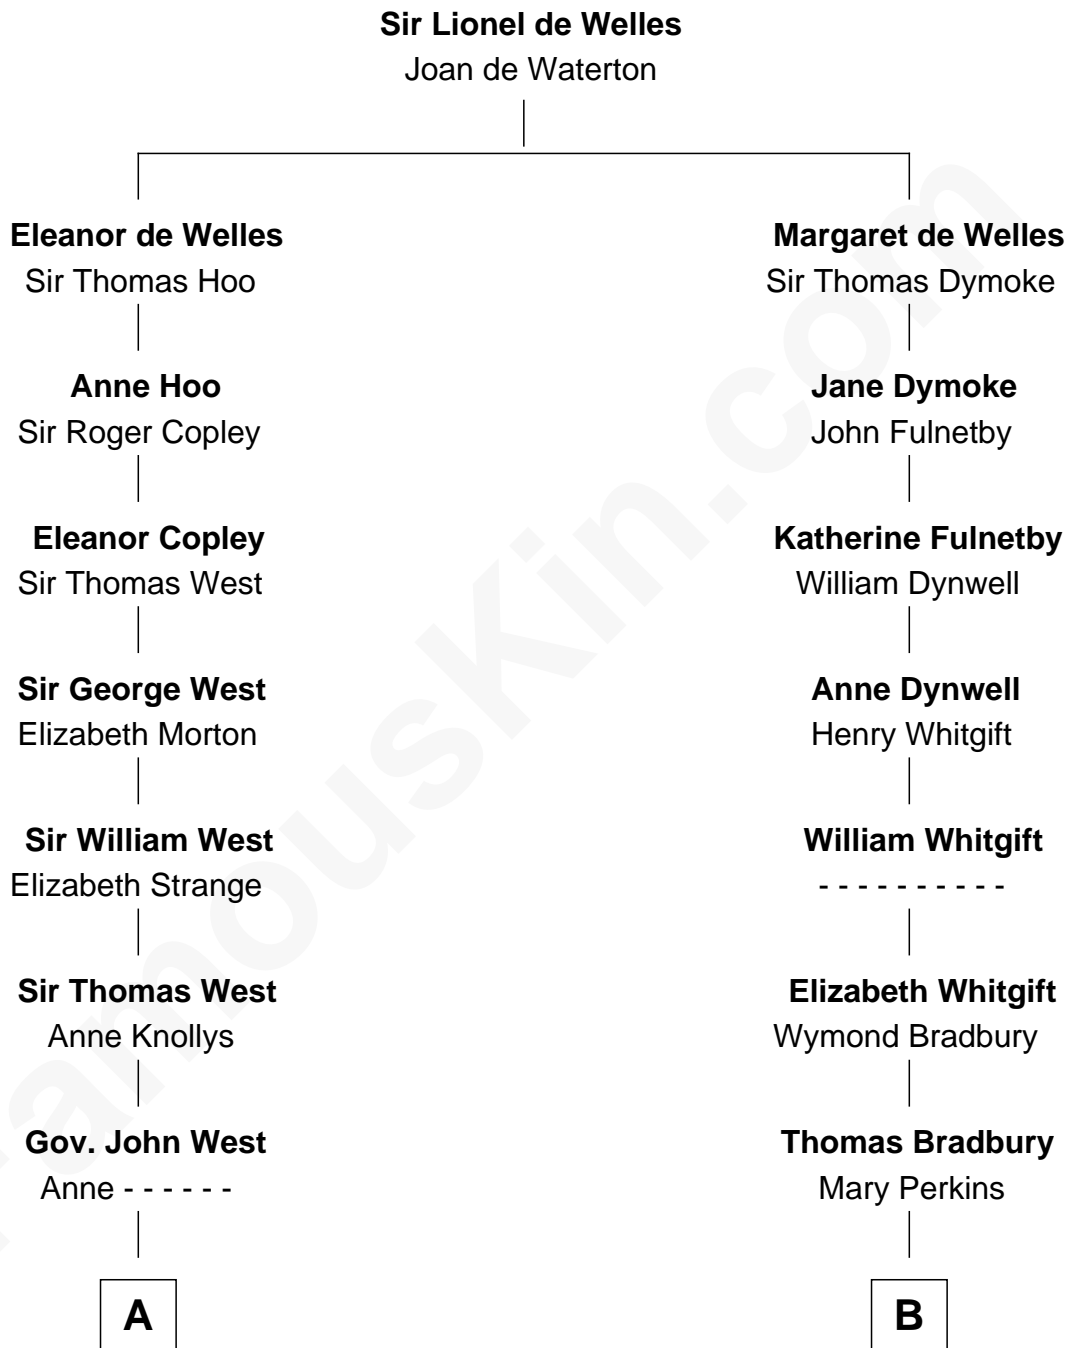 Sir Lionel de Welles
Joan de Waterton
Eleanor de Welles
Sir Thomas Hoo
Margaret de Welles
Sir Thomas Dymoke
Anne Hoo
Sir Roger Copley
Jane Dymoke
John Fulnetby
Eleanor Copley
Sir Thomas West
Katherine Fulnetby
William Dynwell
Sir George West
Elizabeth Morton
Anne Dynwell
Henry Whitgift
Sir William West
Elizabeth Strange
William Whitgift
- - - - - - - - - -
Sir Thomas West
Anne Knollys
Elizabeth Whitgift
Wymond Bradbury
Gov. John West
Anne - - - - - -
Thomas Bradbury
Mary Perkins
A
B
FamousKin.com